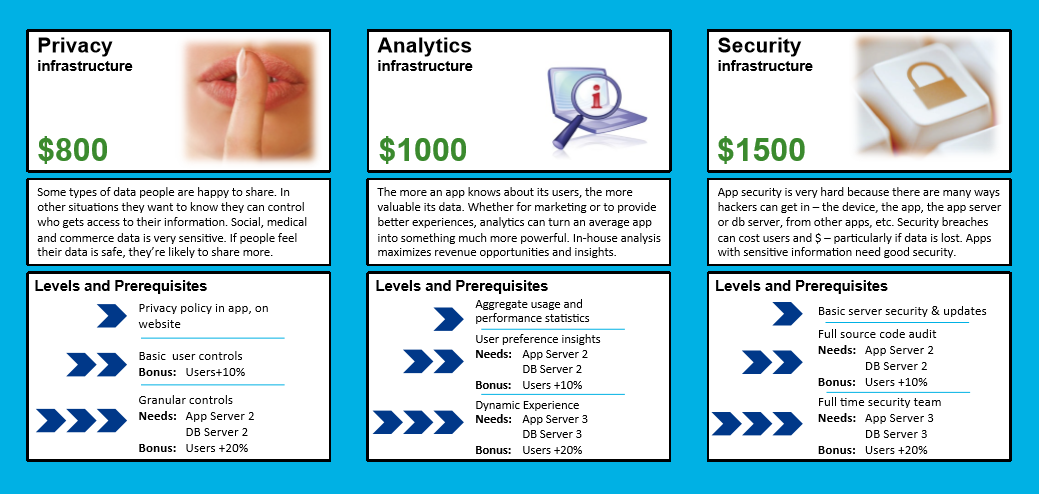 Privacy
infrastructure
$800
Some types of data people are happy to share. In
other situations they want to know they can control
who gets access to their information. Social, medical
and commerce data is very sensitive. If people feel
their data is safe, they’re likely to share more.
Levels and Prerequisites
Privacy policy in app, on
website
Basic user controls
Bonus: Users+10%
Granular controls
Needs: App Server 2
DB Server 2
Bonus: Users +20%
Analytics
infrastructure
i
$1000
The more an app knows about its users, the more
valuable its data. Whether for marketing or to provide
better experiences, analytics can turn an average app
into something much more powerful. In-house analysis
maximizes revenue opportunities and insights.
Levels and Prerequisites
Aggregate usage and
performance statistics
User preference insights
Needs: App Server 2
DB Server 2
Bonus: Users +10%
Dynamic Experience
Needs: App Server 3
DB Server 3
Bonus: Users +20%
Security
infrastructure
$1500
App security is very hard because there are many ways
hackers can get in – the device, the app, the app server
or db server, from other apps, etc. Security breaches
can cost users and $ – particularly if data is lost. Apps
with sensitive information need good security.
Levels and Prerequisites
Basic server security & updates
Full source code audit
Needs: App Server 2
DB Server 2
Bonus: Users +10%
Full time security team
Needs: App Server 3
DB Server 3
Bonus: Users +20%